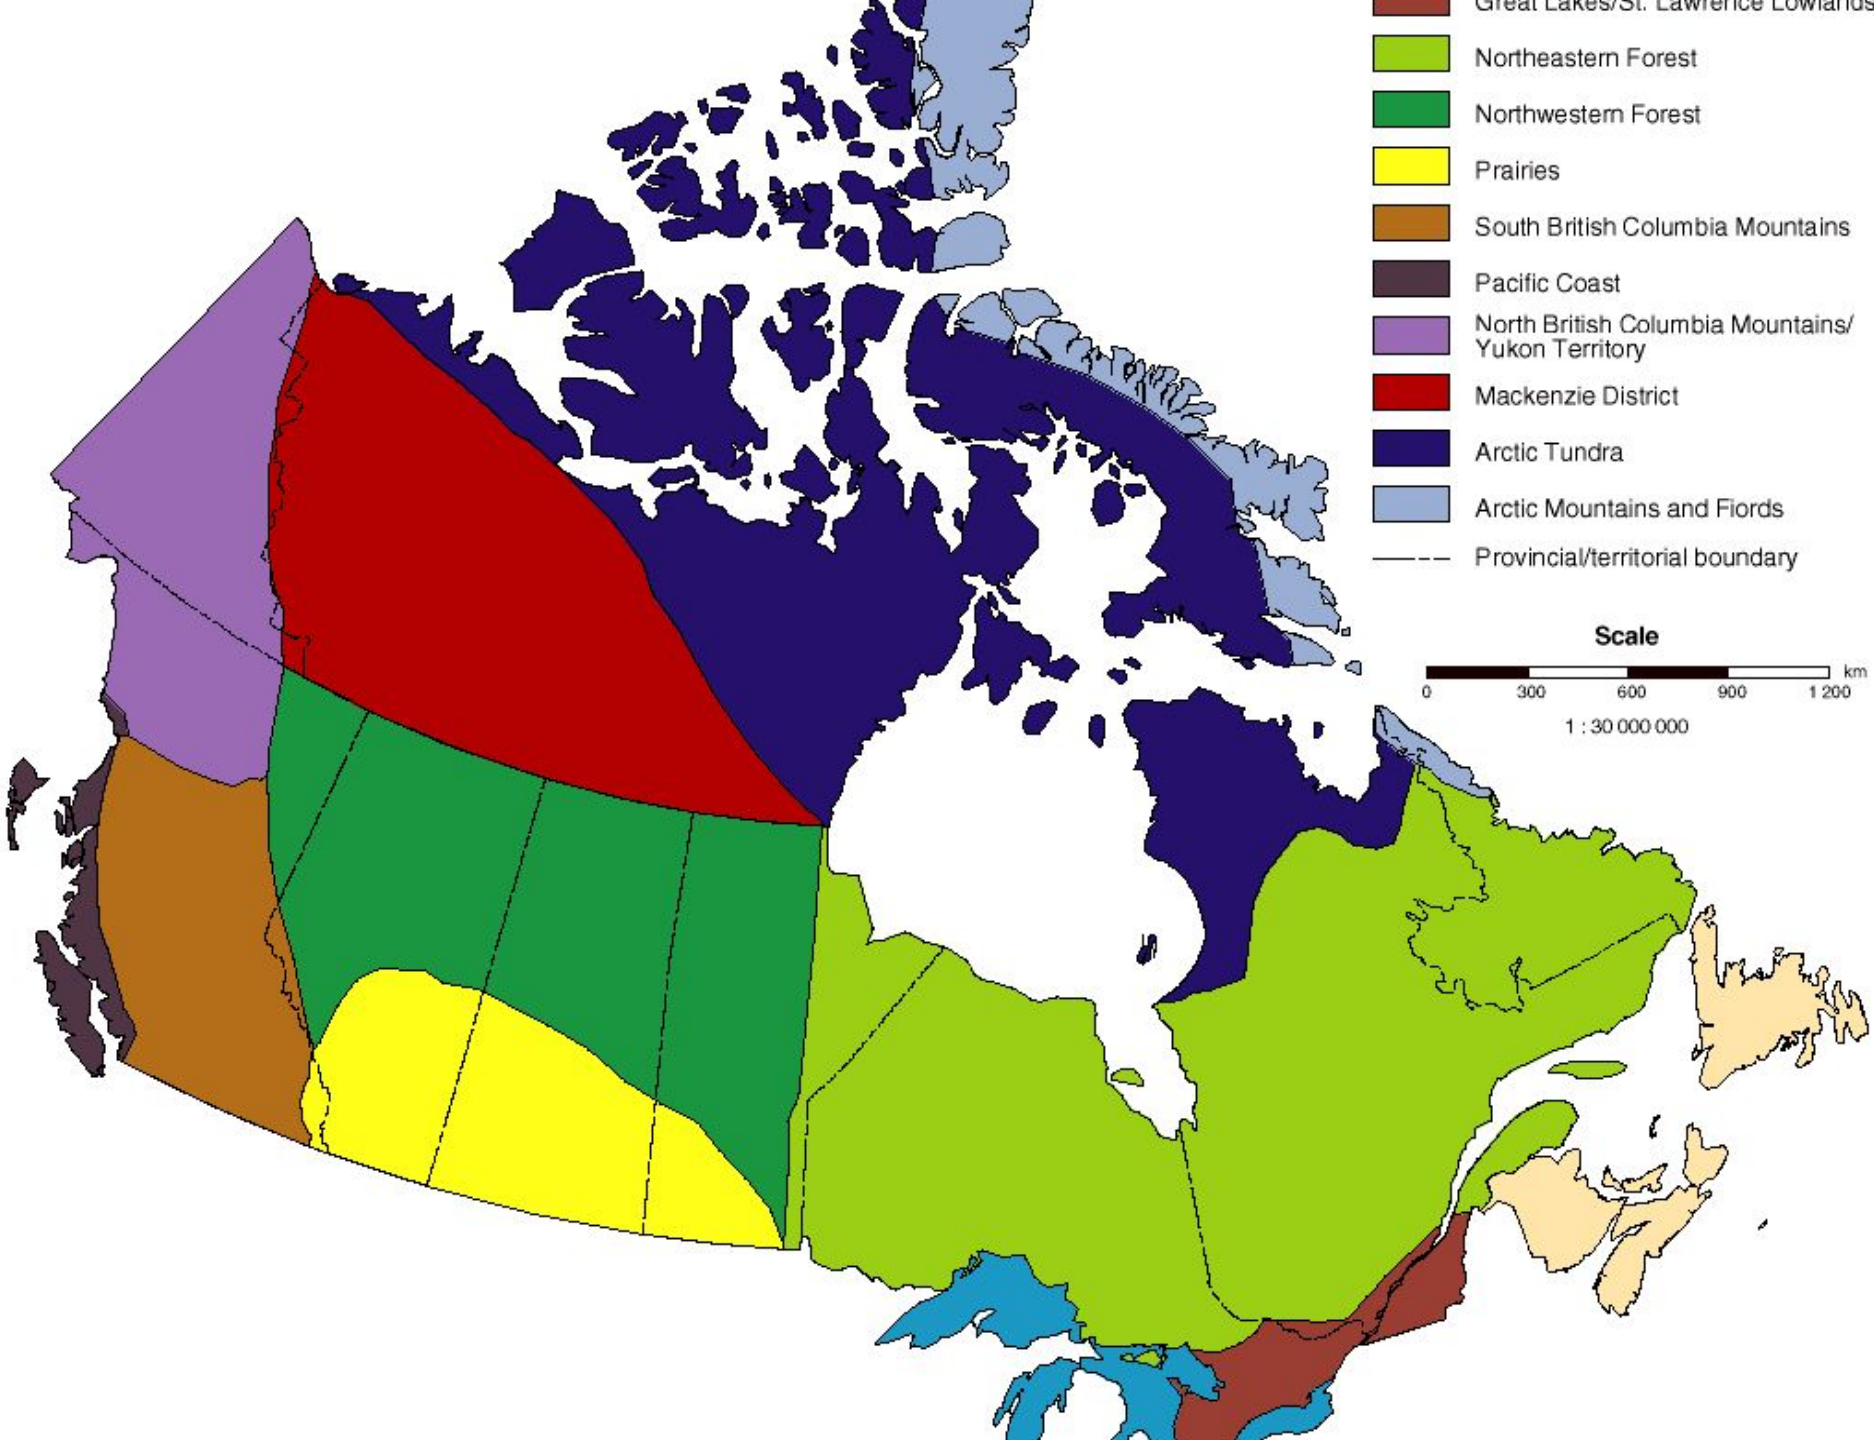 Great Lakes/St. Lawrence Lowlands
Northeastern Forest
Northwestern Forest
Prairies
South British Columbia Mountains
Pacific Coast
North British Columbia Mountains/
Yukon Territory
Mackenzie District
Arctic Tundra
Arctic Mountains and Fiords
Provincial/territorial boundary
Scale
km
0 300 600 900 1 200
1 : 30 000 000